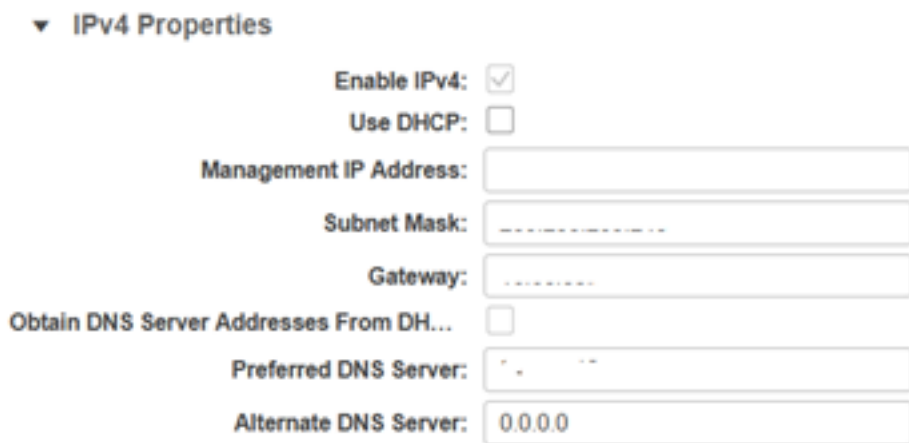 IPv4 Properties
Enable IPv4:
Use DHCP:
Management IP Address:
Subnet Mask:
Gateway:
Obtain DNS Server Addresses From DH...
Preferred DNS Server:
Alternate DNS Server: 0.0.0.0